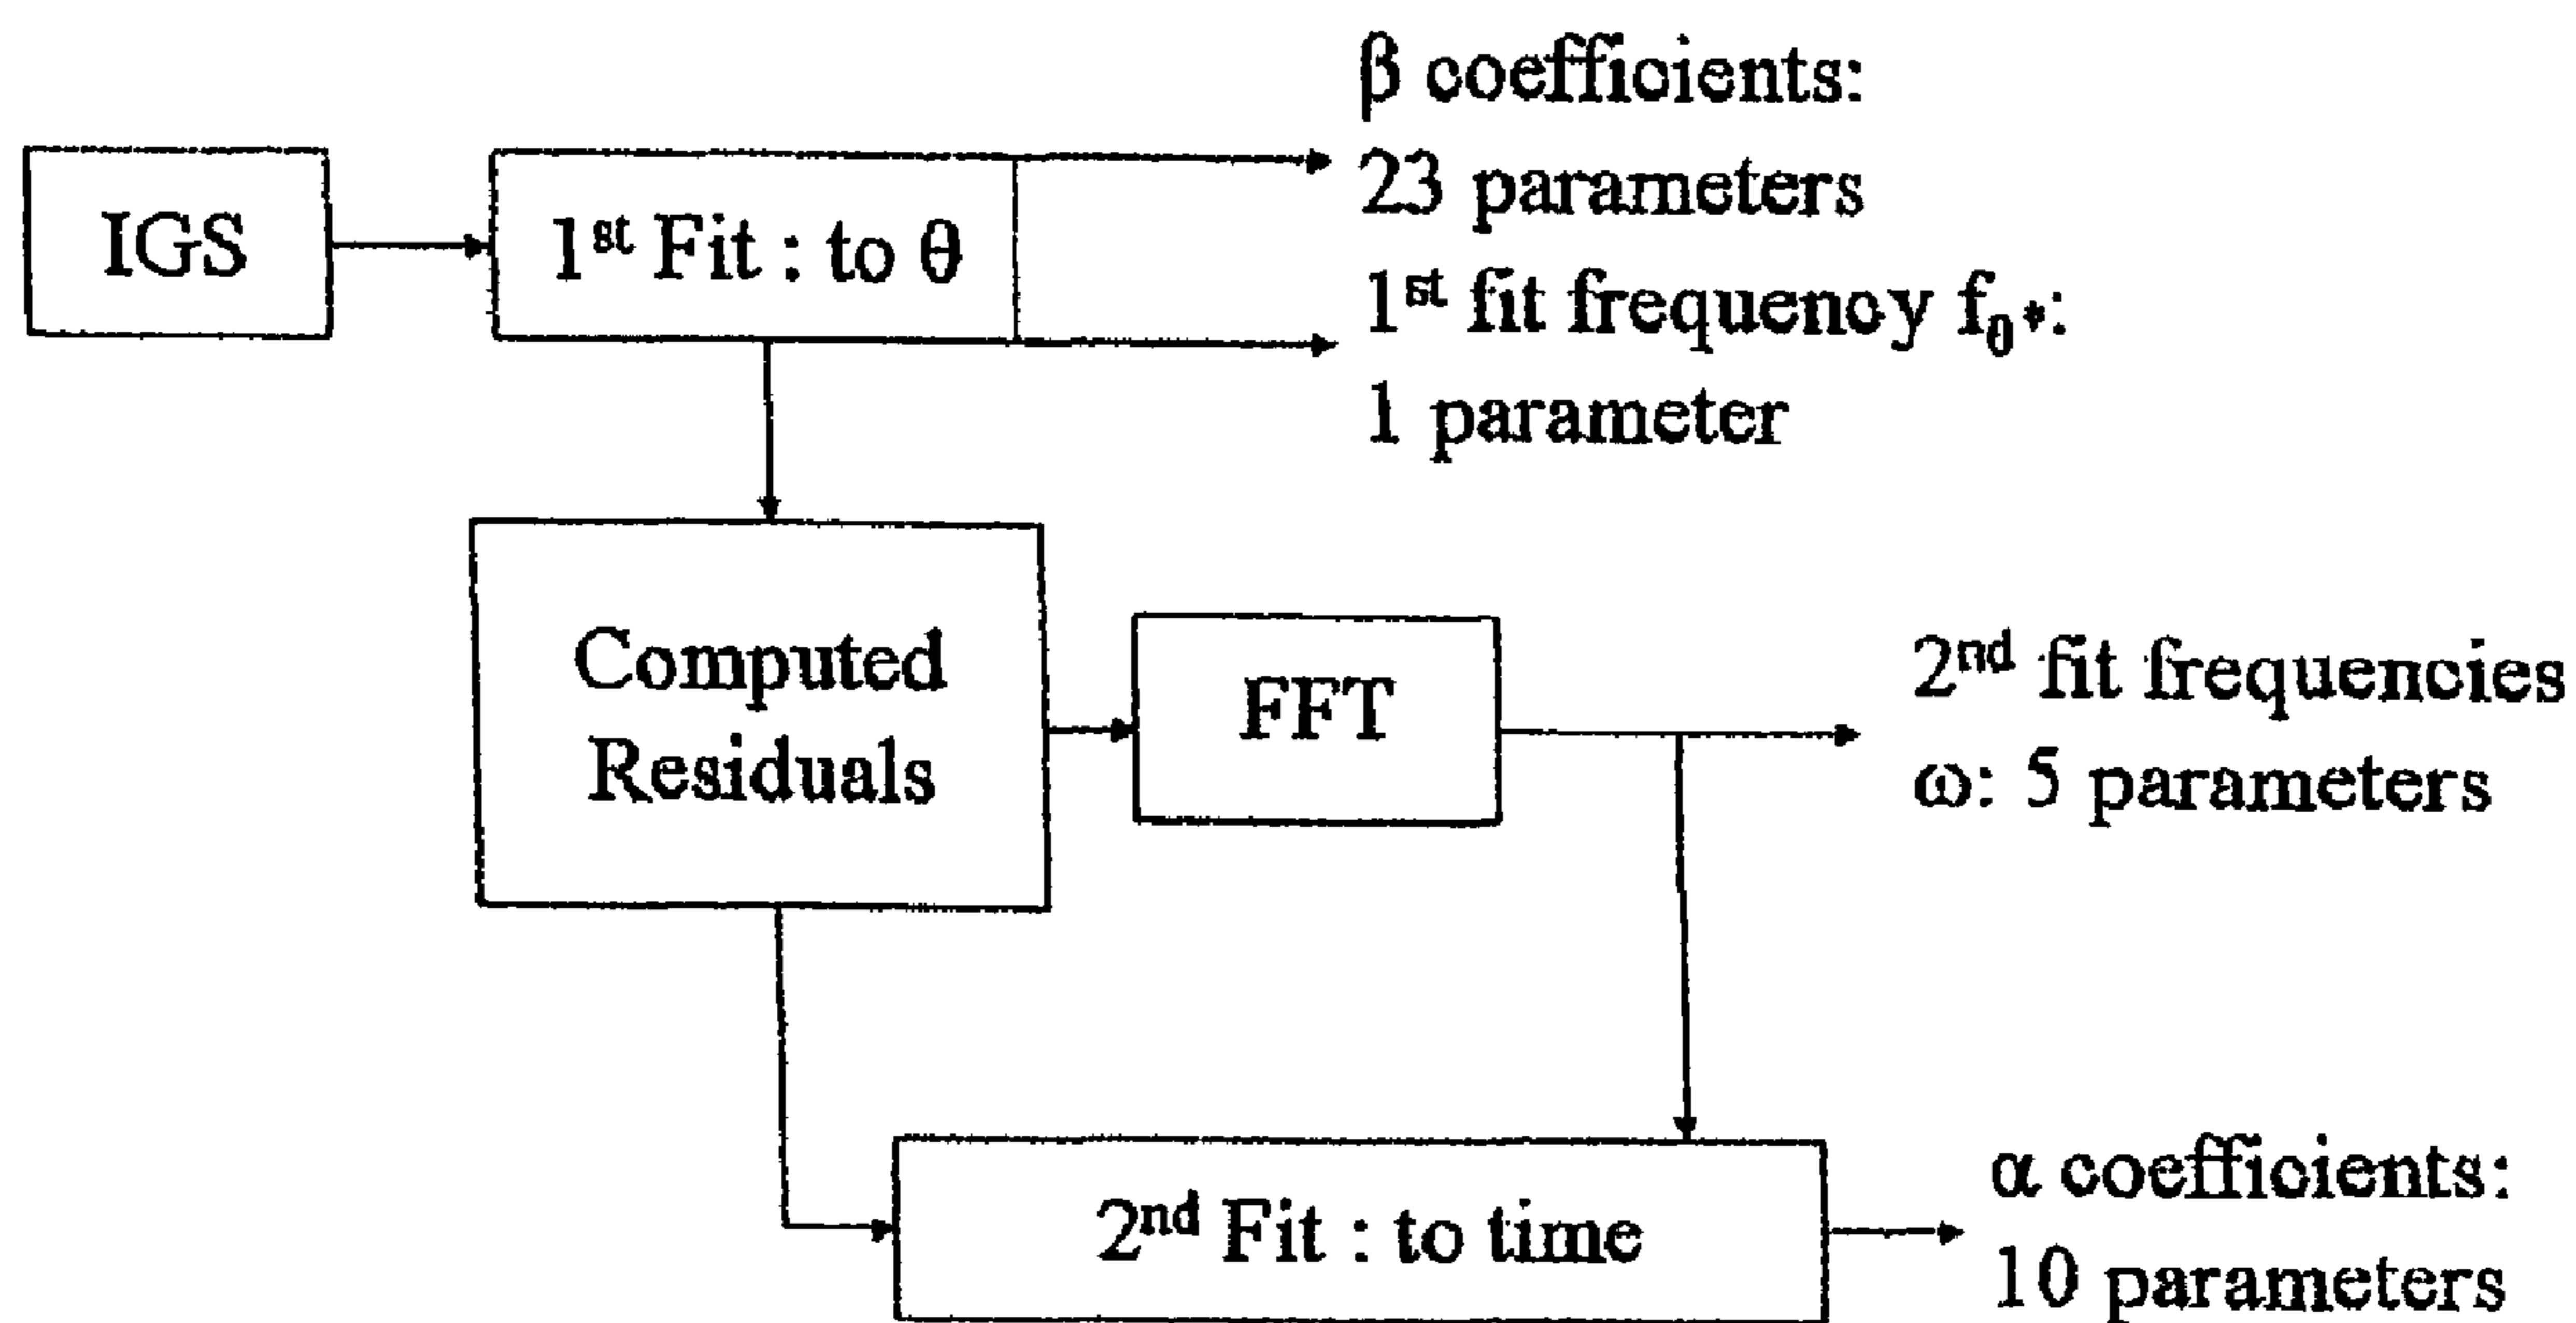 β coefficients:
23 parameters
IGS
1st Fit : to θ
1st fit frequency fθ*:
1 parameter
Computed
Residuals
FFT
2nd fit frequencies
ω: 5 parameters
2nd Fit : to time
α coefficients:
10 parameters